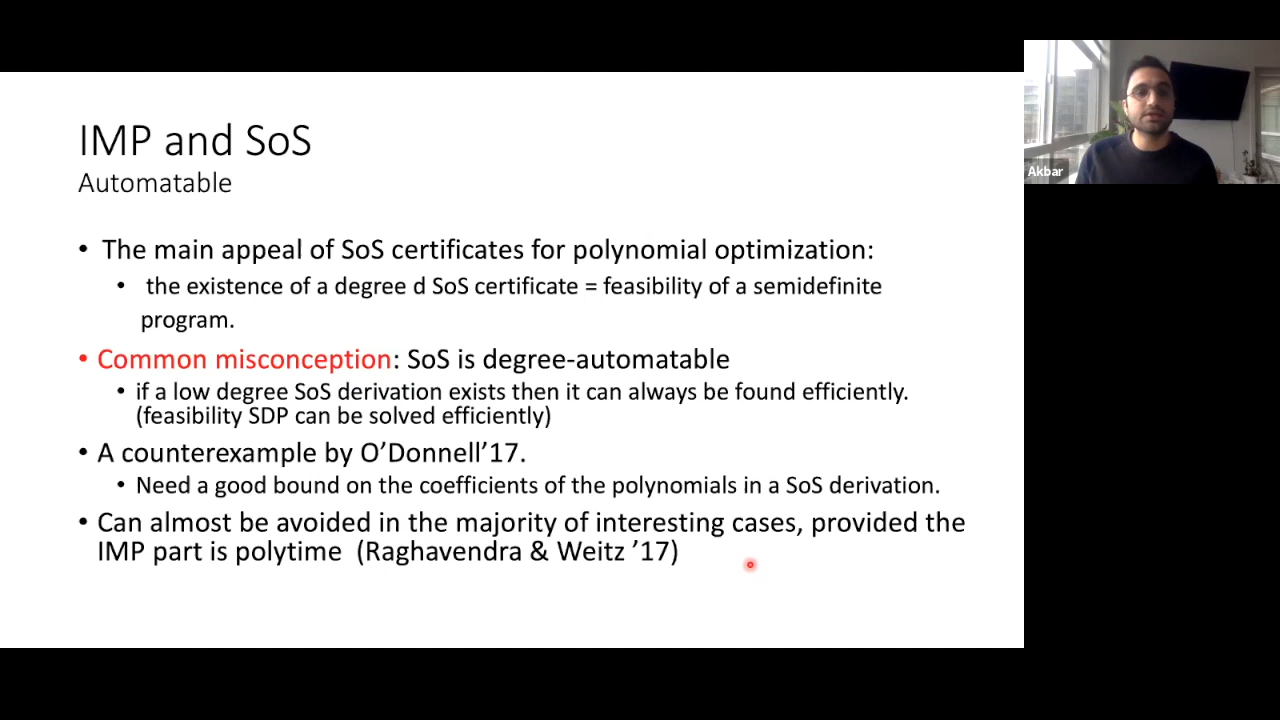 IMP and SoS
Automatable
• The main appeal of SoS certificates for polynomial optimization:
• the existence of a degree d SoS certificate = feasibility of a semidefinite
program.
• Common misconception: SoS is degree-automatable
• if a low degree SoS derivation exists then it can always be found efficiently.
(feasibility SDP can be solved efficiently)
• A counterexample by O’Donnell’17.
• Need a good bound on the coefficients of the polynomials in a SoS derivation.
• Can almost be avoided in the majority of interesting cases, provided the
IMP part is polytime (Raghavendra & Weitz ’17)
Akbar